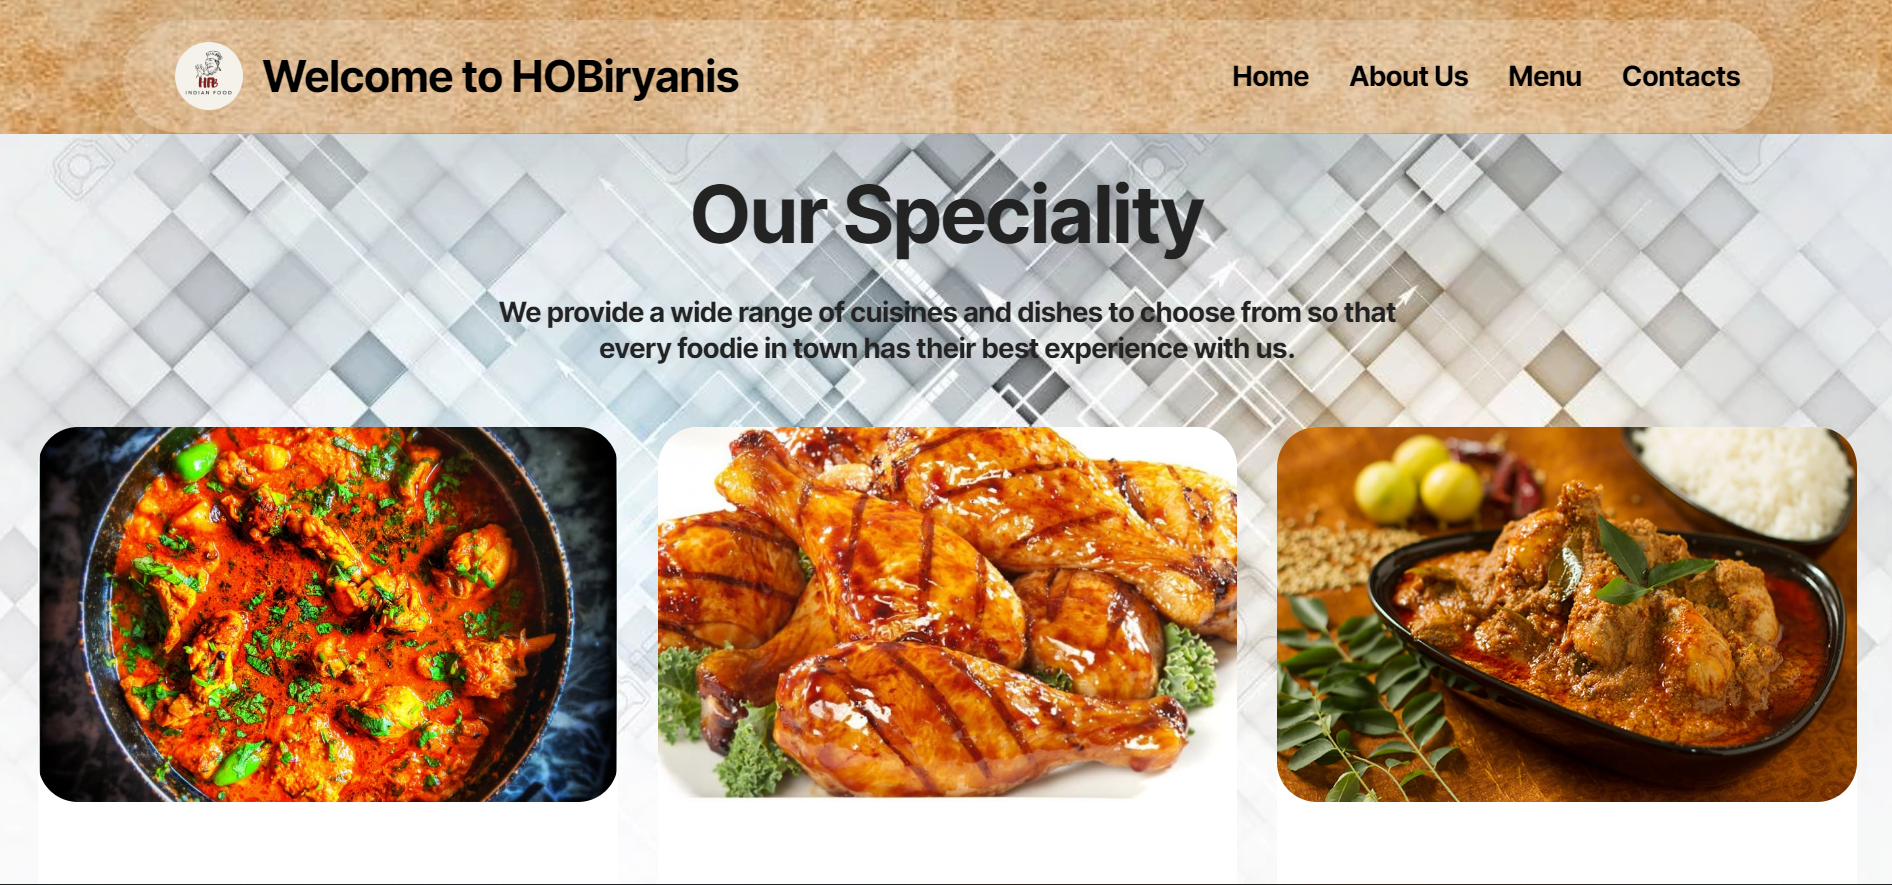 HOB
INDIAN FOOD
Welcome to HOBiryanis
Home
About Us
Menu
Contacts
Our Speciality
We provide a wide range of cuisines and dishes to choose from so that
every foodie in town has their best experience with us.